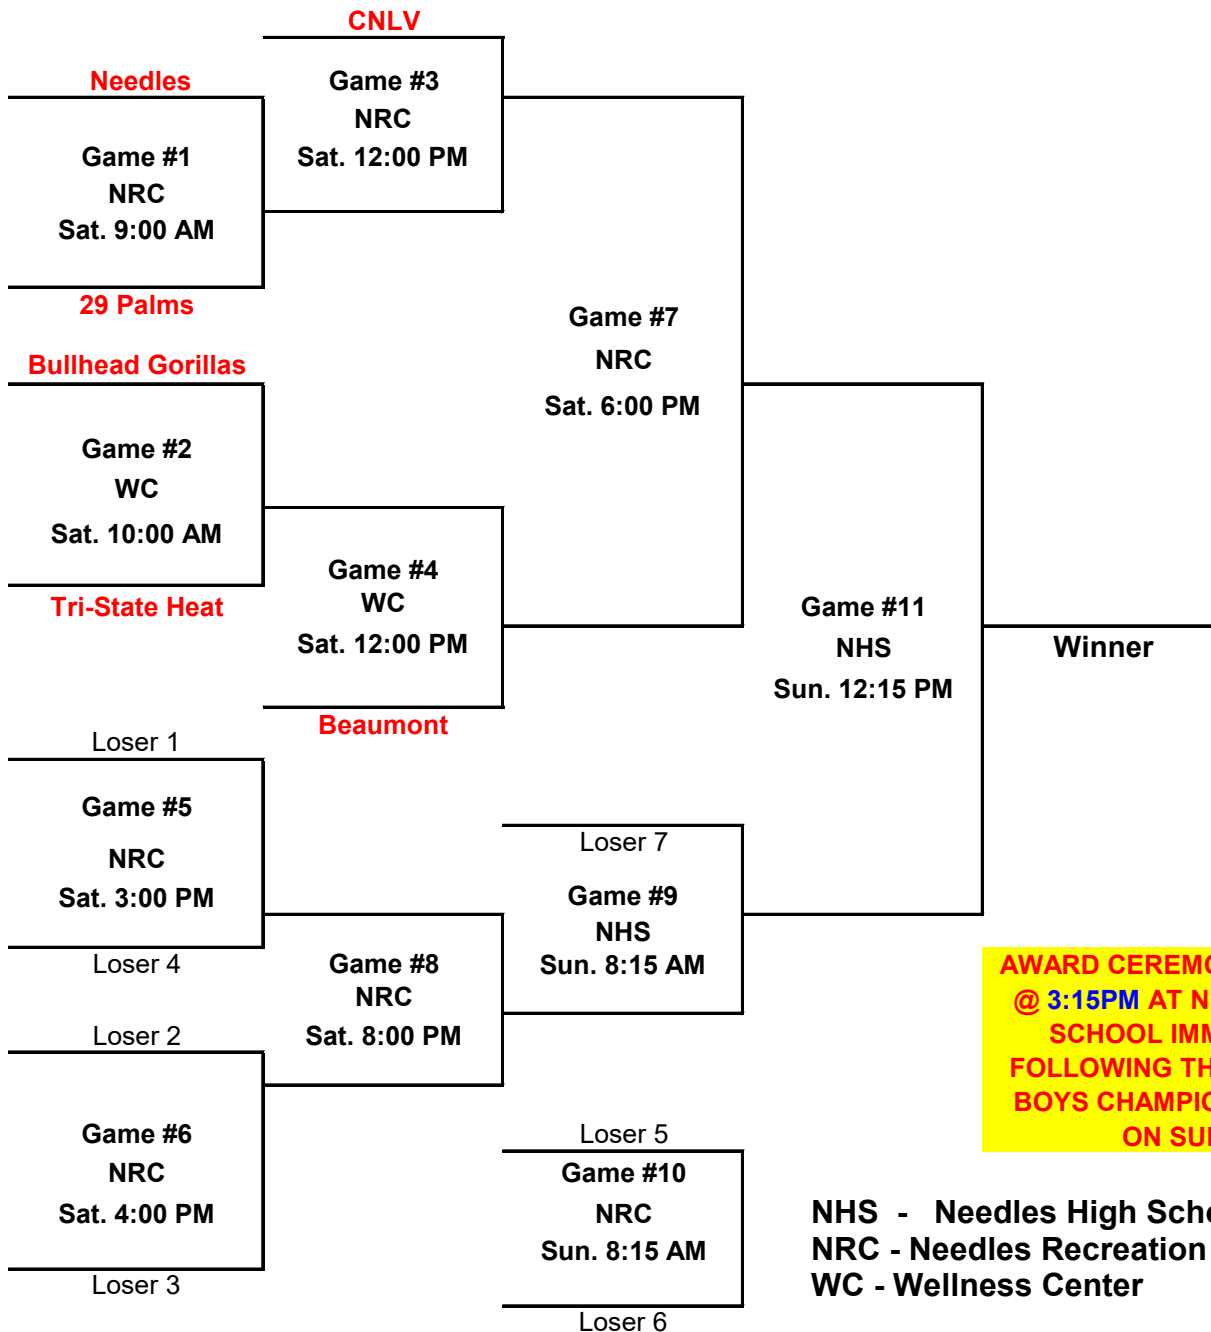 CNLV
Needles
Game #3
NRC
Sat. 12:00 PM
Game #1
NRC
Sat. 9:00 AM
29 Palms
Game #7
NRC
Sat. 6:00 PM
Bullhead Gorillas
Game #2
WC
Sat. 10:00 AM
Tri-State Heat
Game #4
WC
Sat. 12:00 PM
Beaumont
Game #11
NHS
Sun. 12:15 PM
Winner
Loser 1
Game #5
NRC
Sat. 3:00 PM
Loser 4
Loser 7
Game #9
NHS
Sun. 8:15 AM
Game #8
NRC
Sat. 8:00 PM
Loser 2
Game #6
NRC
Sat. 4:00 PM
Loser 3
Loser 5
Game #10
NRC
Sun. 8:15 AM
Loser 6
AWARD
@ 3:15PM AT
SCHOOL
FOLLOWING
BOYS
ON
NHS - Needles High
NRC - Needles Recreation
WC - Wellness Center